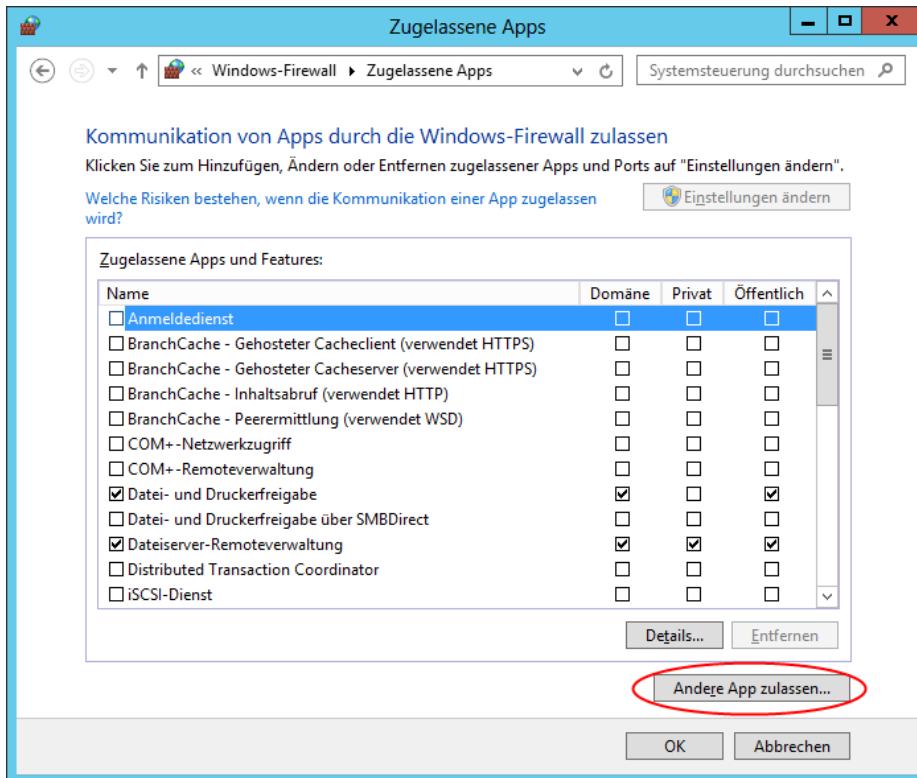 Zugelassene Apps
« Windows-Firewall ▸ Zugelassene Apps
Systemsteuerung durchsuchen
Kommunikation von Apps durch die Windows-Firewall zulassen
Klicken Sie zum Hinzufügen, Ändern oder Entfernen zugelassener Apps und Ports auf "Einstellungen ändern".
Welche Risiken bestehen, wenn die Kommunikation einer App zugelassen
wird?
Einstellungen ändern
Zugelassene Apps und Features:
Name Domäne Privat Öffentlich
Anmeldedienst
BranchCache - Gehosteter Cacheclient (verwendet HTTPS)
BranchCache - Gehosteter Cacheserver (verwendet HTTPS)
BranchCache - Inhaltsabruf (verwendet HTTP)
BranchCache - Peerermittlung (verwendet WSD)
COM+-Netzwerkzugriff
COM+-Remoteverwaltung
Datei- und Druckerfreigabe
Datei- und Druckerfreigabe über SMBDirect
Dateiserver-Remoteverwaltung
Distributed Transaction Coordinator
iSCSI-Dienst
Details... Entfernen
Andere App zulassen...
OK Abbrechen